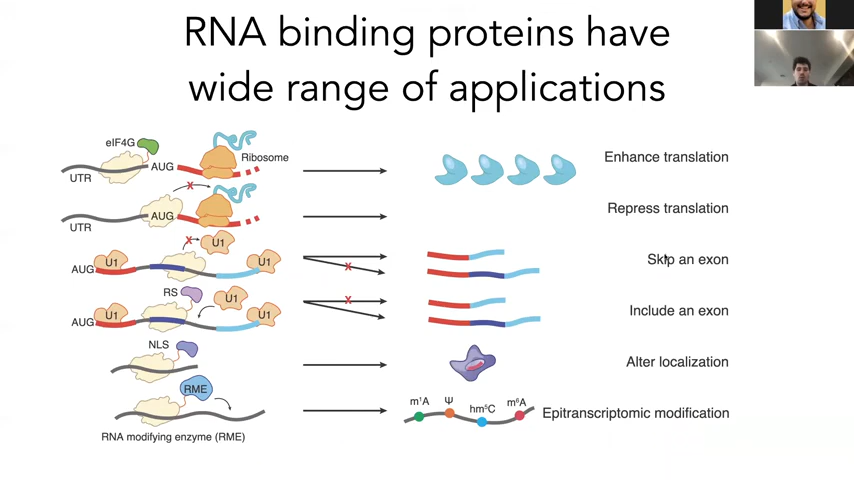 RNA binding proteins have
wide range of applications
eIF4G
AUG
Ribosome
UTR
Enhance translation
AUG
UTR
Repress translation
U1
AUG
U1
U1
Skip an exon
RS
U1
AUG
U1
U1
Include an exon
NLS
Alter localization
RME
m¹A
Ψ
hm⁵C
m⁶A
Epitranscriptomic modification
RNA modifying enzyme (RME)